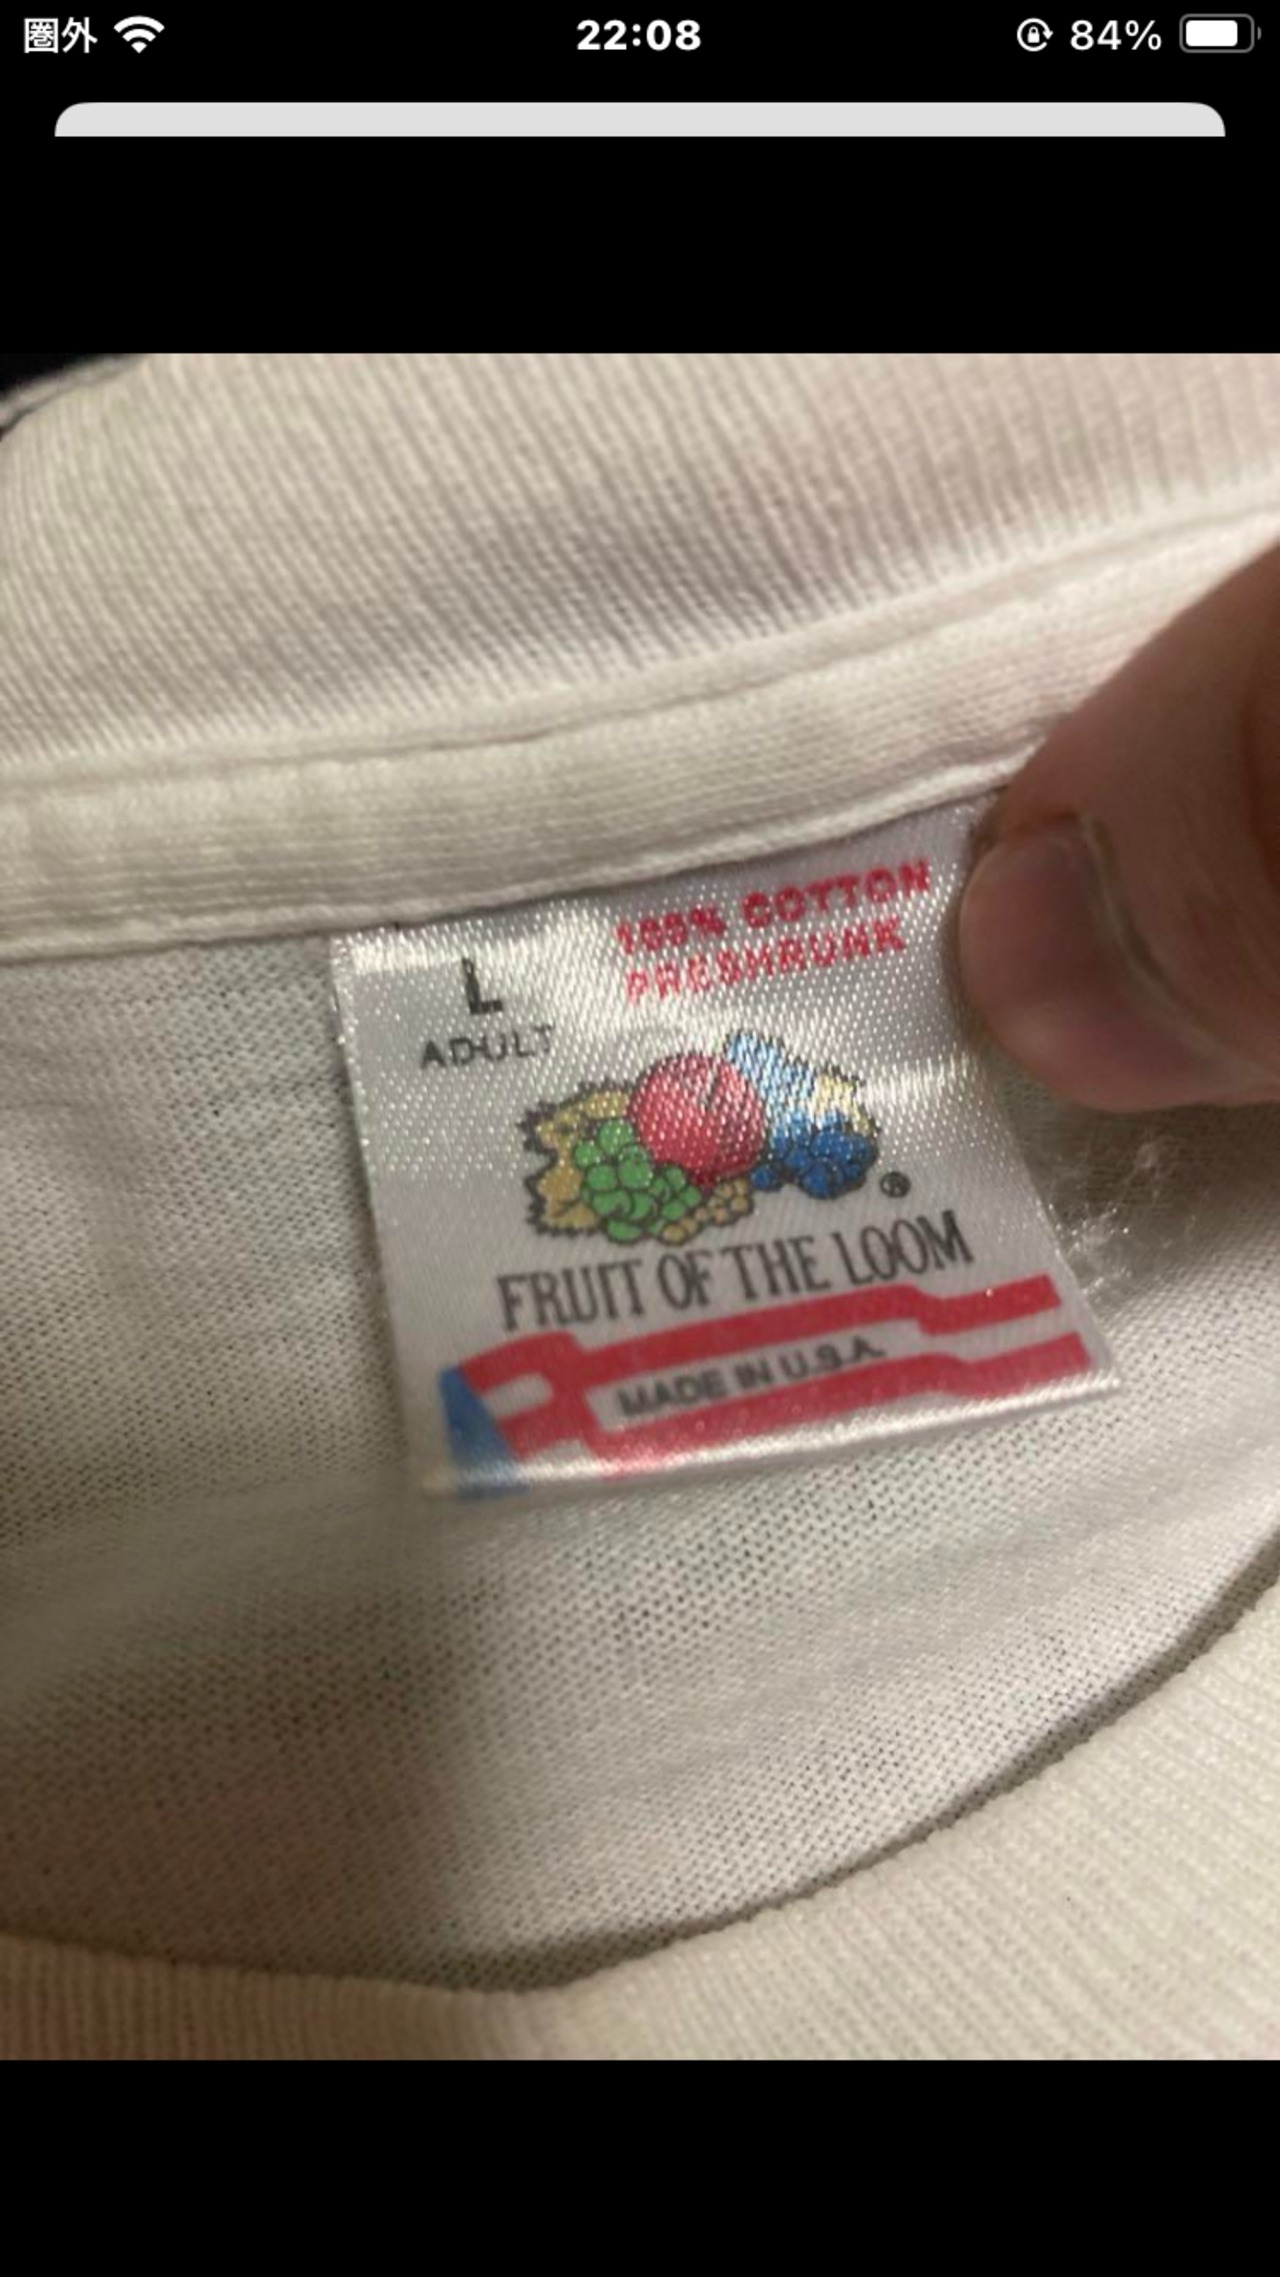 圏外
22:08
84%
100% COTTON
PRESHRUNK
L
ADULT
®
FRUIT OF THE LOOM
MADE IN U.S.A.